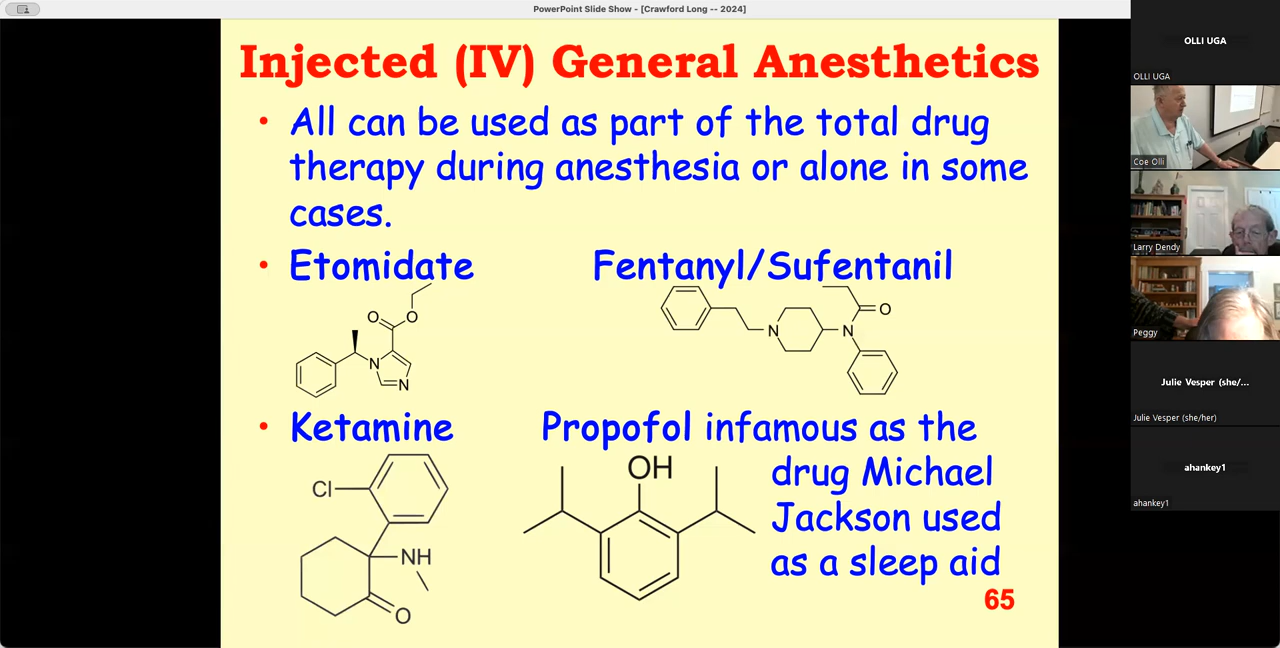 PowerPoint Slide Show - [Crawford Long -- 2024]
Injected (IV) General Anesthetics
• All can be used as part of the total drug
therapy during anesthesia or alone in some
cases.
• Etomidate
Fentanyl/Sufentanil
O
O
N
N
N
N
O
• Ketamine
Propofol infamous as the
drug Michael
Jackson used
as a sleep aid
Cl
NH
O
OH
65
OLLI UGA
OLLI UGA
Coe Olli
Larry Dendy
Peggy
Julie Vesper (she/...
Julie Vesper (she/her)
ahankey1
ahankey1